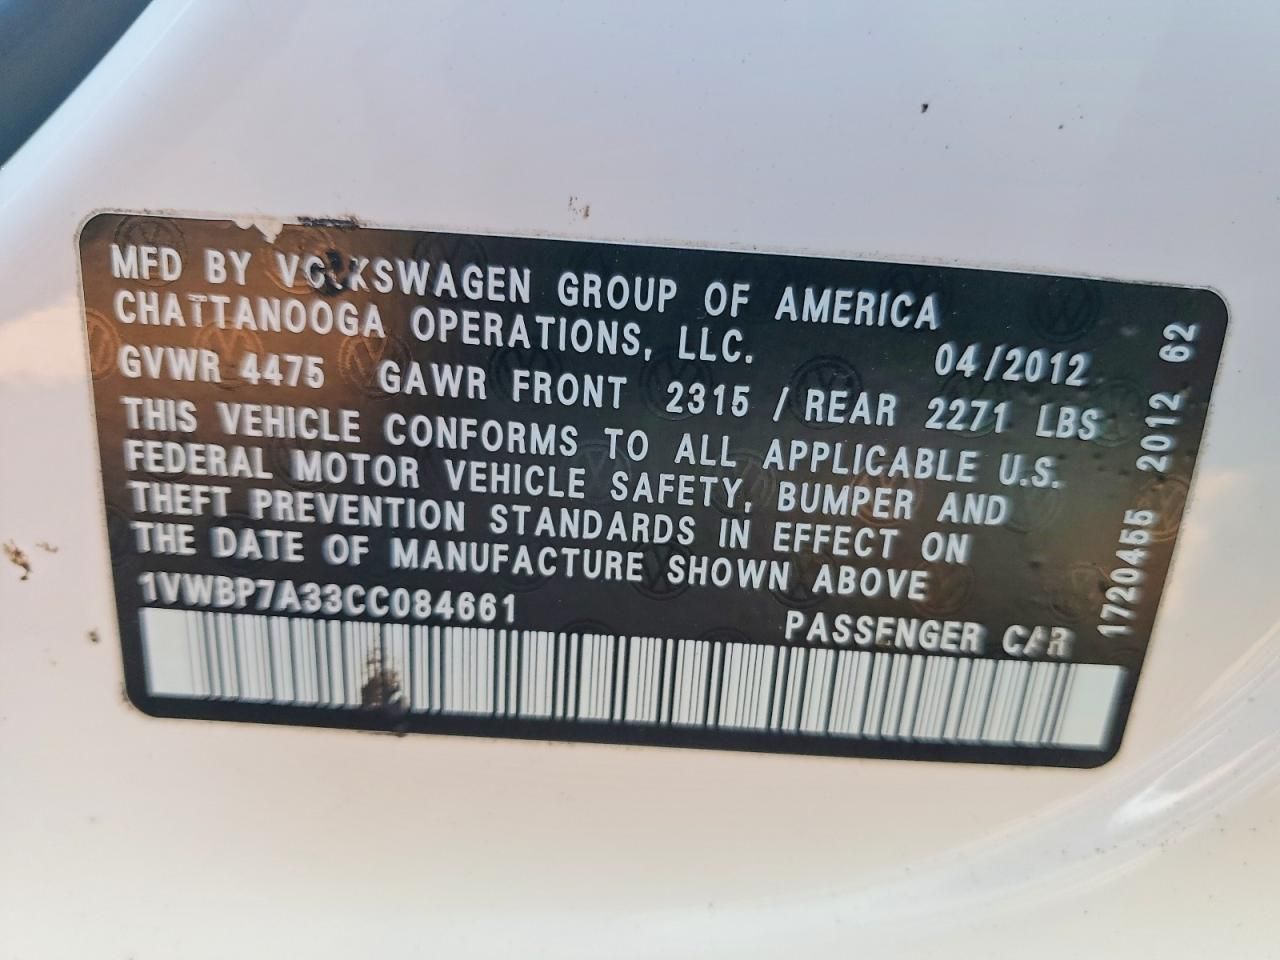 MFD BY VOLKSWAGEN GROUP OF AMERICA
CHATTANOOGA OPERATIONS, LLC. 04/2012
GVWR 4475 GAWR FRONT 2315 / REAR 2271 LBS
THIS VEHICLE CONFORMS TO ALL APPLICABLE U.S.
FEDERAL MOTOR VEHICLE SAFETY, BUMPER AND
THEFT PREVENTION STANDARDS IN EFFECT ON
THE DATE OF MANUFACTURE SHOWN ABOVE
1VWBP7A33CC084661 PASSENGER CAR
1720455 2012 62